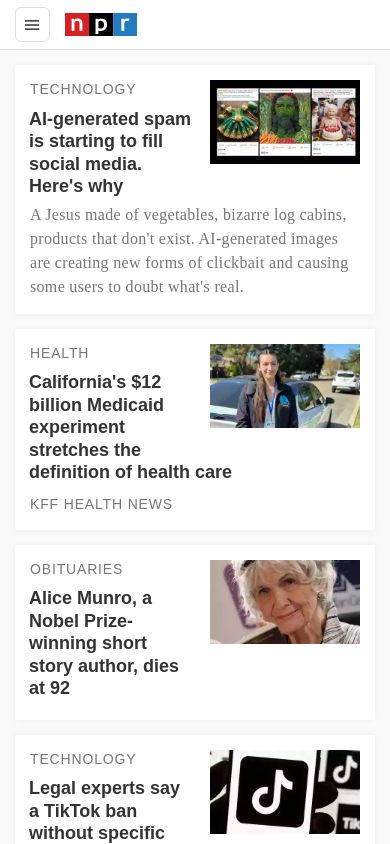 npr
TECHNOLOGY
AI-generated spam
is starting to fill
social media.
Here's why
A Jesus made of vegetables, bizarre log cabins,
products that don't exist. AI-generated images
are creating new forms of clickbait and causing
some users to doubt what's real.
HEALTH
California's $12
billion Medicaid
experiment
stretches the
definition of health care
KFF HEALTH NEWS
OBITUARIES
Alice Munro, a
Nobel Prize-
winning short
story author, dies
at 92
TECHNOLOGY
Legal experts say
a TikTok ban
without specific